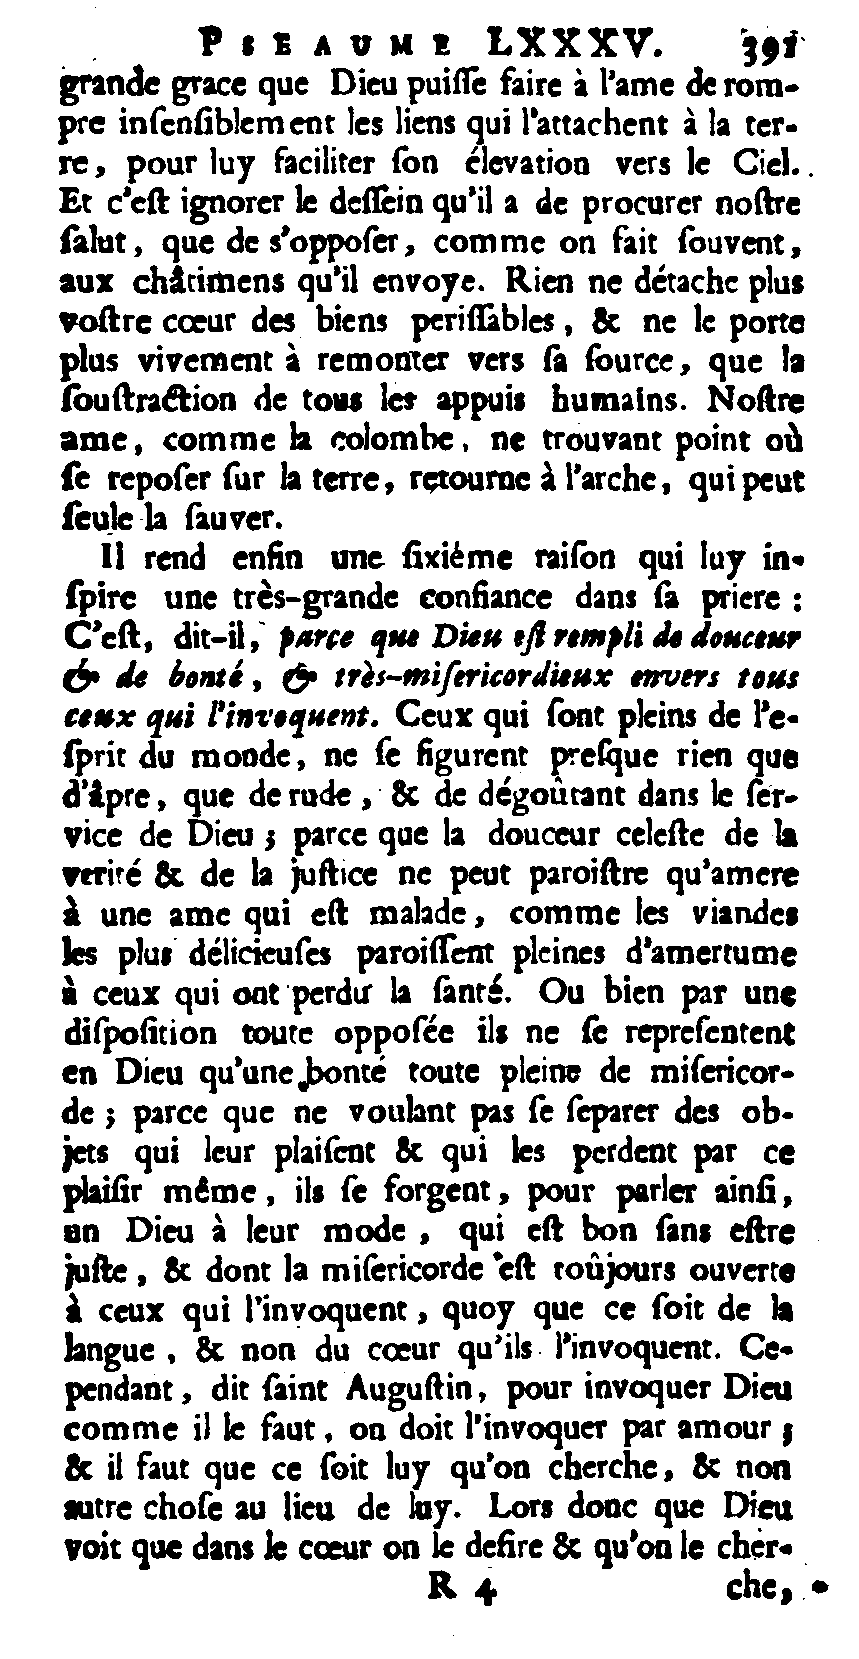 PSEAUME LXXXV. 391
grande grace que Dieu puiſſe faire à l'ame de rom-
pre inſenſiblement les liens qui l'attachent à la ter-
re, pour luy faciliter ſon élevation vers le Ciel.
Et c'eſt ignorer le deſſein qu'il a de procurer noſtre
ſalut, que de s'oppoſer, comme on fait ſouvent,
aux châtimens qu'il envoye. Rien ne détache plus
voſtre cœur des biens periſſables, & ne le porte
plus vivement à remonter vers ſa ſource, que la
ſouſtraction de tous les appuis humains. Noſtre
ame, comme la colombe, ne trouvant point où
ſe repoſer ſur la terre, retourne à l'arche, qui peut
ſeule la ſauver.
Il rend enfin une ſixiéme raiſon qui luy in-
ſpire une très-grande confiance dans ſa priere :
C'eſt, dit-il, parce que Dieu eſt rempli de douceur
& de bonté, & très-miſericordieux envers tous
ceux qui l'invoquent. Ceux qui ſont pleins de l'e-
ſprit du monde, ne ſe figurent preſque rien que
d'âpre, que de rude, & de dégoûtant dans le ſer-
vice de Dieu ; parce que la douceur celeſte de la
verité & de la juſtice ne peut paroiſtre qu'amere
à une ame qui eſt malade, comme les viandes
les plus délicieuſes paroiſſent pleines d'amertume
à ceux qui ont perdu la ſanté. Ou bien par une
diſpoſition toute oppoſée ils ne ſe repreſentent
en Dieu qu'une bonté toute pleine de miſericor-
de ; parce que ne voulant pas ſe ſeparer des ob-
jets qui leur plaiſent & qui les perdent par ce
plaiſir même, ils ſe forgent, pour parler ainſi,
un Dieu à leur mode, qui eſt bon ſans eſtre
juſte, & dont la miſericorde eſt toûjours ouverte
à ceux qui l'invoquent, quoy que ce ſoit de la
langue, & non du cœur qu'ils l'invoquent. Ce-
pendant, dit ſaint Auguſtin, pour invoquer Dieu
comme il le faut, on doit l'invoquer par amour ;
& il faut que ce ſoit luy qu'on cherche, & non
autre choſe au lieu de luy. Lors donc que Dieu
voit que dans le cœur on le deſire & qu'on le cher-
R 4 che,